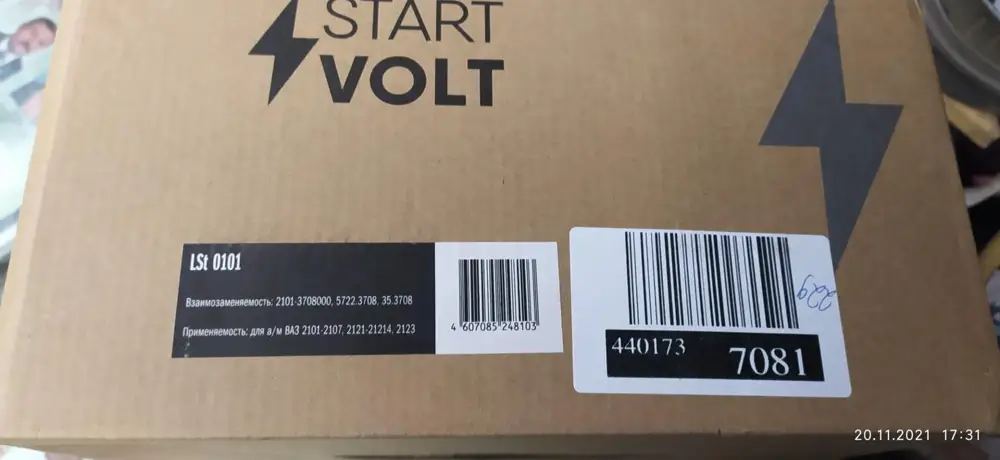 START
VOLT
LSt 0101
Взаимозаменяемость: 2101-3708000, 5722.3708, 35.3708
Применяемость: для а/м ВАЗ 2101-2107, 2121-21214, 2123
4 607085 248103
440173
7081
229
20.11.2021 17:31